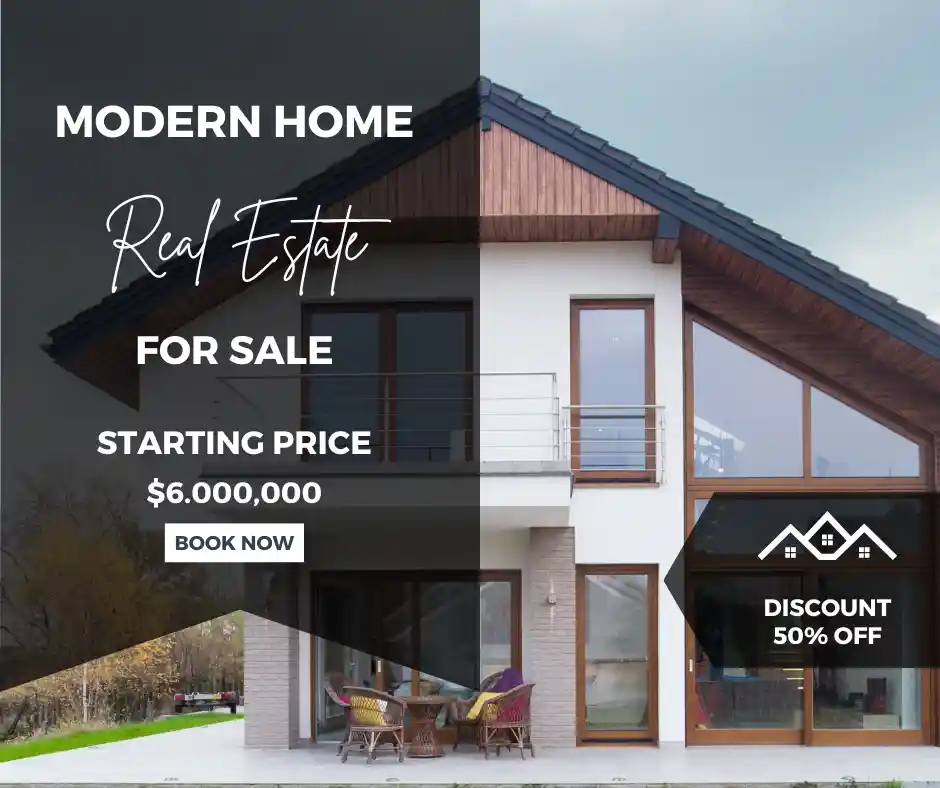 MODERN HOME
Real Estate
FOR SALE
STARTING PRICE
$6.000,000
BOOK NOW
DISCOUNT
50% OFF